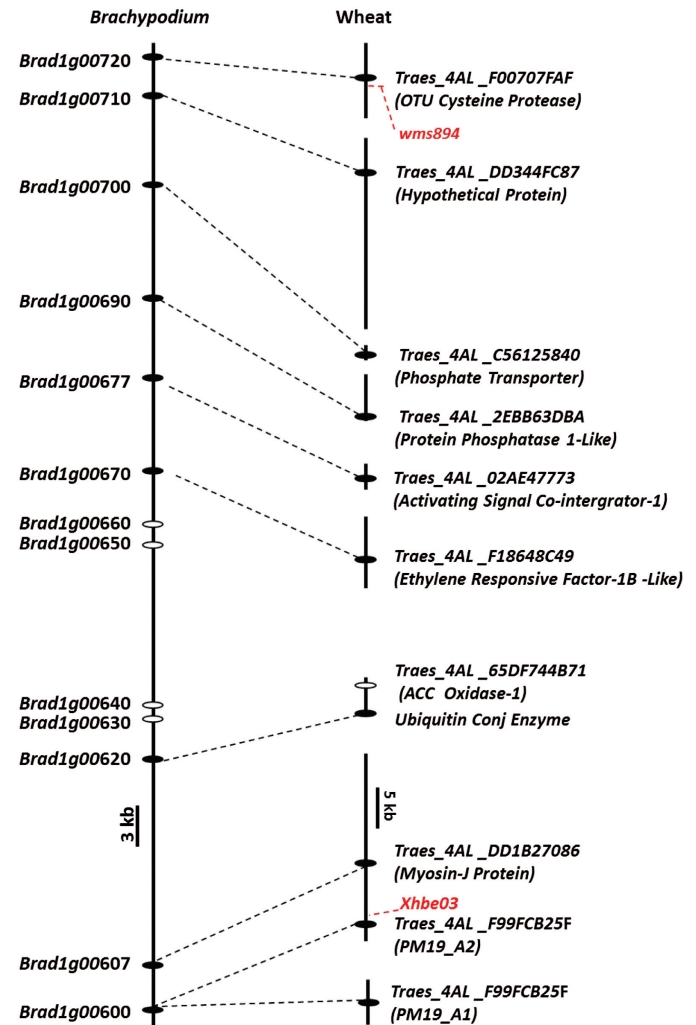 Brachypodium
Wheat
Brad1g00720
Brad1g00710
Brad1g00700
Brad1g00690
Brad1g00677
Brad1g00670
Brad1g00660
Brad1g00650
Brad1g00640
Brad1g00630
Brad1g00620
3 kb
Brad1g00607
Brad1g00600
Traes_4AL _F00707FAF
(OTU Cysteine Protease)
wms894
Traes_4AL _DD344FC87
(Hypothetical Protein)
Traes_4AL _C56125840
(Phosphate Transporter)
Traes_4AL _2EBB63DBA
(Protein Phosphatase 1-Like)
Traes_4AL _02AE47773
(Activating Signal Co-intergrator-1)
Traes_4AL _F18648C49
(Ethylene Responsive Factor-1B -Like)
Traes_4AL _65DF744B71
(ACC Oxidase-1)
Ubiquitin Conj Enzyme
5 kb
Traes_4AL _DD1B27086
(Myosin-J Protein)
Xhbe03
Traes_4AL _F99FCB25F
(PM19_A2)
Traes_4AL _F99FCB25F
(PM19_A1)